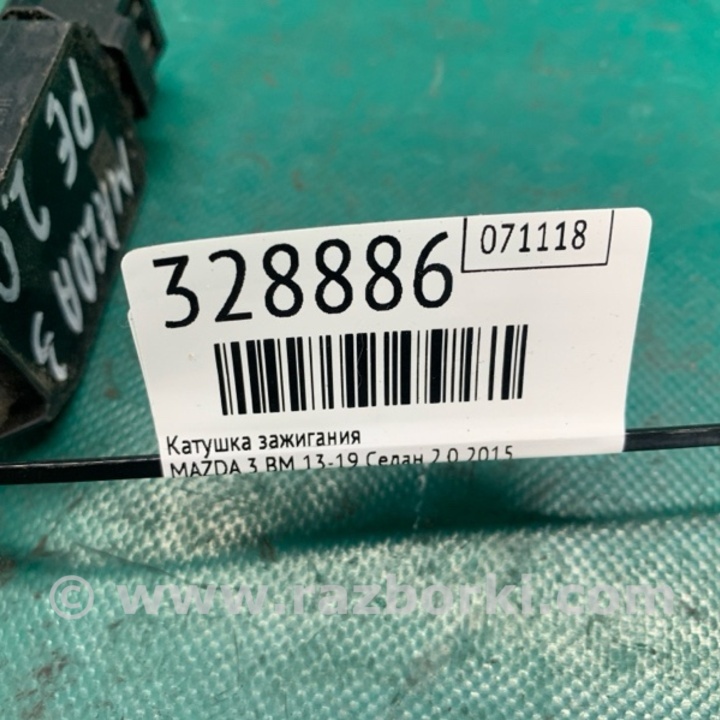 PE 2.0
MAZDA 3
328886
071118
Катушка зажигания
MAZDA 3 BM 13-19 Седан 2.0 2015
© www.razborki.com